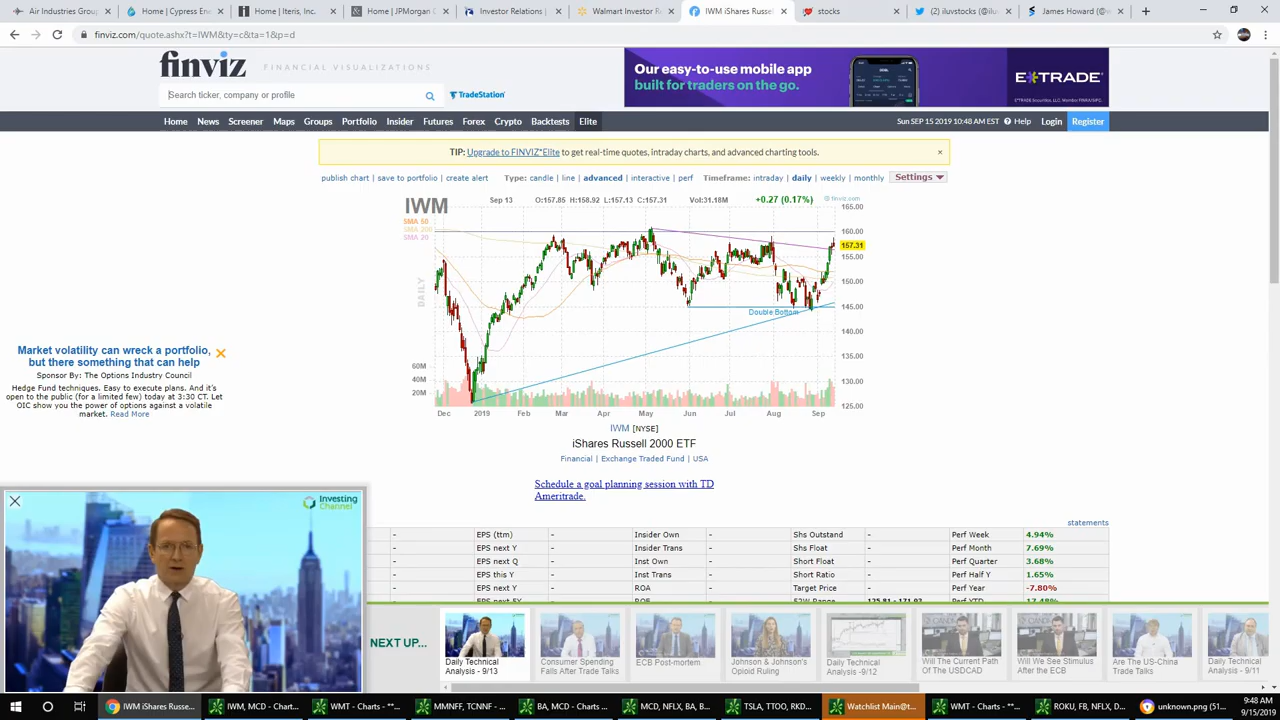 Air Industries Group
Home | Cypress Ene
Home | Iteris, Inc.
Home | JPMorgan C
Investor Relations
Walmart Investor R
IWM iShares Russel
stocks
(2) iluvstocks (@ilu
James Howard (@
finviz.com/quote.ashx?t=IWM&ty=c&ta=1&p=d
finviz FINANCIAL VISUALIZATIONS
Search ticker, company or profile
TradeStation
Our easy-to-use mobile app
built for traders on the go.
E*TRADE
Home News Screener Maps Groups Portfolio Insider Futures Forex Crypto Backtests Elite
Sun SEP 15 2019 10:48 AM EST Help Login Register
TIP: Upgrade to FINVIZ*Elite to get real-time quotes, intraday charts, and advanced charting tools.
publish chart | save to portfolio | create alert Type: candle | line | advanced | interactive | perf Timeframe: intraday | daily | weekly | monthly Settings
IWM Sep 13 O:157.85 H:158.92 L:157.13 C:157.31 Vol:31.18M +0.27 (0.17%) © finviz.com
SMA 50
SMA 200
SMA 20
DAILY
165.00
160.00
157.31
155.00
150.00
145.00
140.00
135.00
130.00
125.00
Double Bottom
60M
40M
20M
Dec 2019 Feb Mar Apr May Jun Jul Aug Sep
IWM [NYSE]
iShares Russell 2000 ETF
Financial | Exchange Traded Fund | USA
Schedule a goal planning session with TD
Ameritrade.
Market volatility can wreck a portfolio,
but there something that can help
Sponsor By: The Options Industry Council
Hedge Fund techniques. Easy to execute plans. And it's
open to the public (for a limited few) today at 3:30 CT. Let
OIC show you the power of options against a volatile
market. Read More
Investing
Channel
statements
- EPS (ttm) - Insider Own - Shs Outstand - Perf Week 4.94%
- EPS next Y - Insider Trans - Shs Float - Perf Month 7.69%
- EPS next Q - Inst Own - Short Float - Perf Quarter 3.68%
- EPS this Y - Inst Trans - Short Ratio - Perf Half Y 1.65%
- EPS next Y - ROA - Target Price - Perf Year -7.80%
NEXT UP...
Daily Technical
Analysis - 9/13
Consumer Spending
Falls After Trade Talks
ECB Post-mortem
Johnson & Johnson's
Opioid Ruling
Daily Technical
Analysis - 9/12
Will The Current Path
Of The USDCAD
Will We See Stimulus
After the ECB
Are The US-China
Trade Talks
Daily Technical
Analysis - 9/11
IWM iShares Russe...
IWM, MCD - Charts...
WMT - Charts - **...
MMNFF, TCNNF - ...
MCD, NFLX, BA, B...
TSLA, TTOO, RKD...
Watchlist Main@t...
WMT - Charts - **...
ROKU, FB, NFLX, D...
unknown.png (51...
9:48 AM
9/15/2019